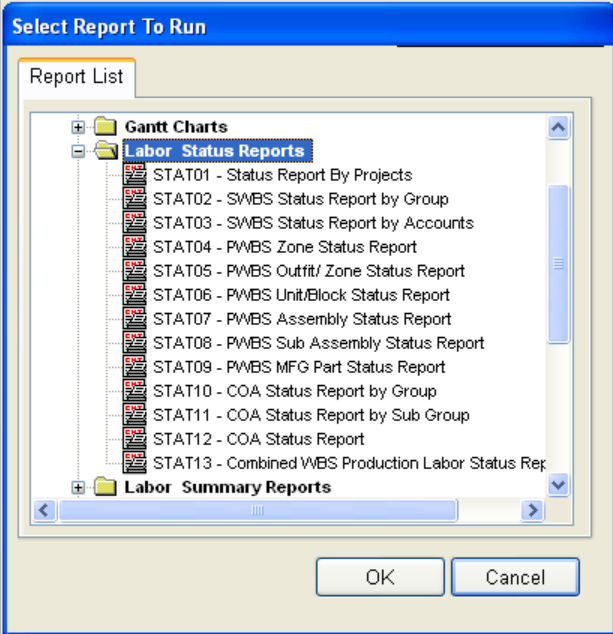 Select Report To Run
Report List
Gantt Charts
Labor Status Reports
STAT01 - Status Report By Projects
STAT02 - SWBS Status Report by Group
STAT03 - SWBS Status Report by Accounts
STAT04 - PWBS Zone Status Report
STAT05 - PWBS Outfit/ Zone Status Report
STAT06 - PWBS Unit/Block Status Report
STAT07 - PWBS Assembly Status Report
STAT08 - PWBS Sub Assembly Status Report
STAT09 - PWBS MFG Part Status Report
STAT10 - COA Status Report by Group
STAT11 - COA Status Report by Sub Group
STAT12 - COA Status Report
STAT13 - Combined WBS Production Labor Status Rep
Labor Summary Reports
OK Cancel